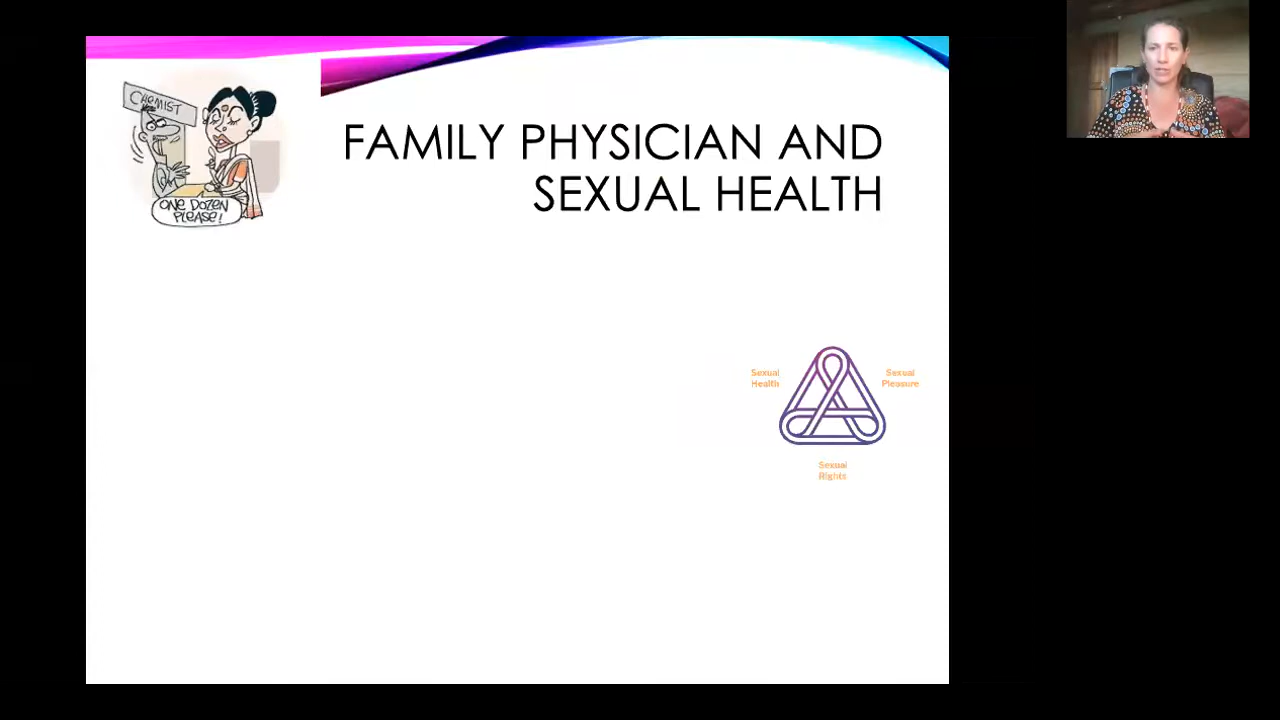 CHEMIST
ONE DOZEN
PLEASE!
FAMILY PHYSICIAN AND
SEXUAL HEALTH
Sexual
Health
Sexual
Pleasure
Sexual
Rights